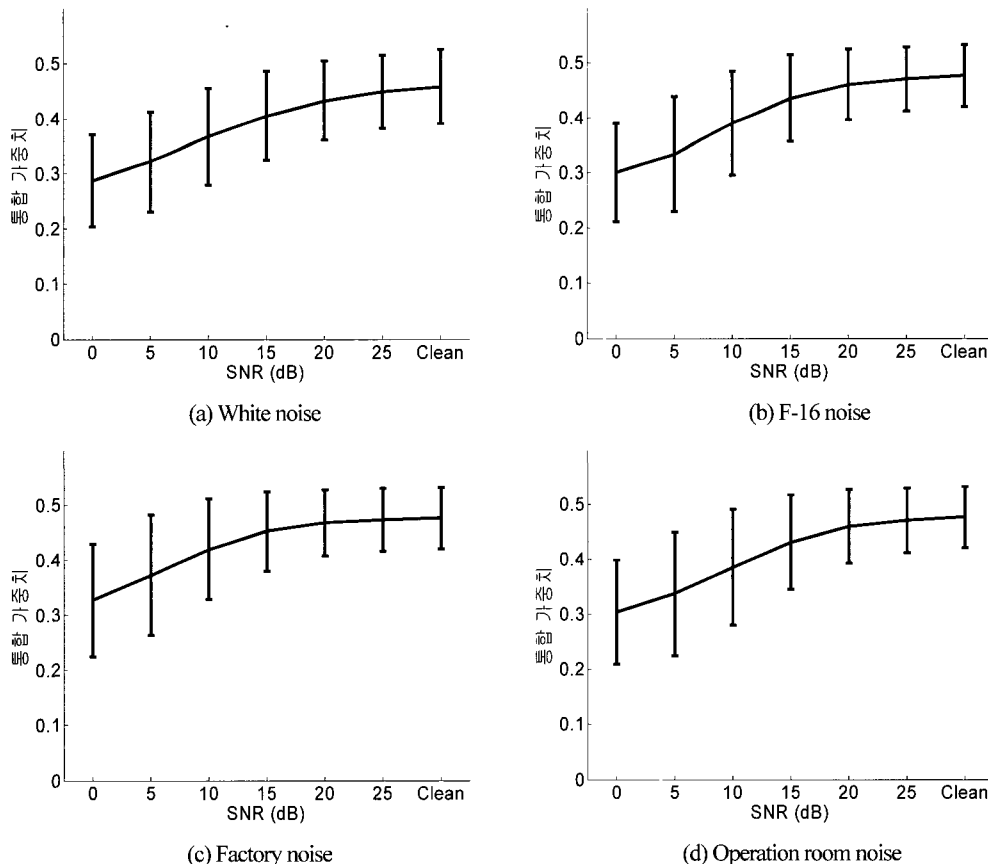 0.5
0.4
0.3
0.2
0.1
0
통합 가중치
0 5 10 15 20 25 Clean
SNR (dB)
(a) White noise
0.5
0.4
0.3
0.2
0.1
0
통합 가중치
0 5 10 15 20 25 Clean
SNR (dB)
(b) F-16 noise
0.5
0.4
0.3
0.2
0.1
0
통합 가중치
0 5 10 15 20 25 Clean
SNR (dB)
(c) Factory noise
0.5
0.4
0.3
0.2
0.1
0
통합 가중치
0 5 10 15 20 25 Clean
SNR (dB)
(d) Operation room noise